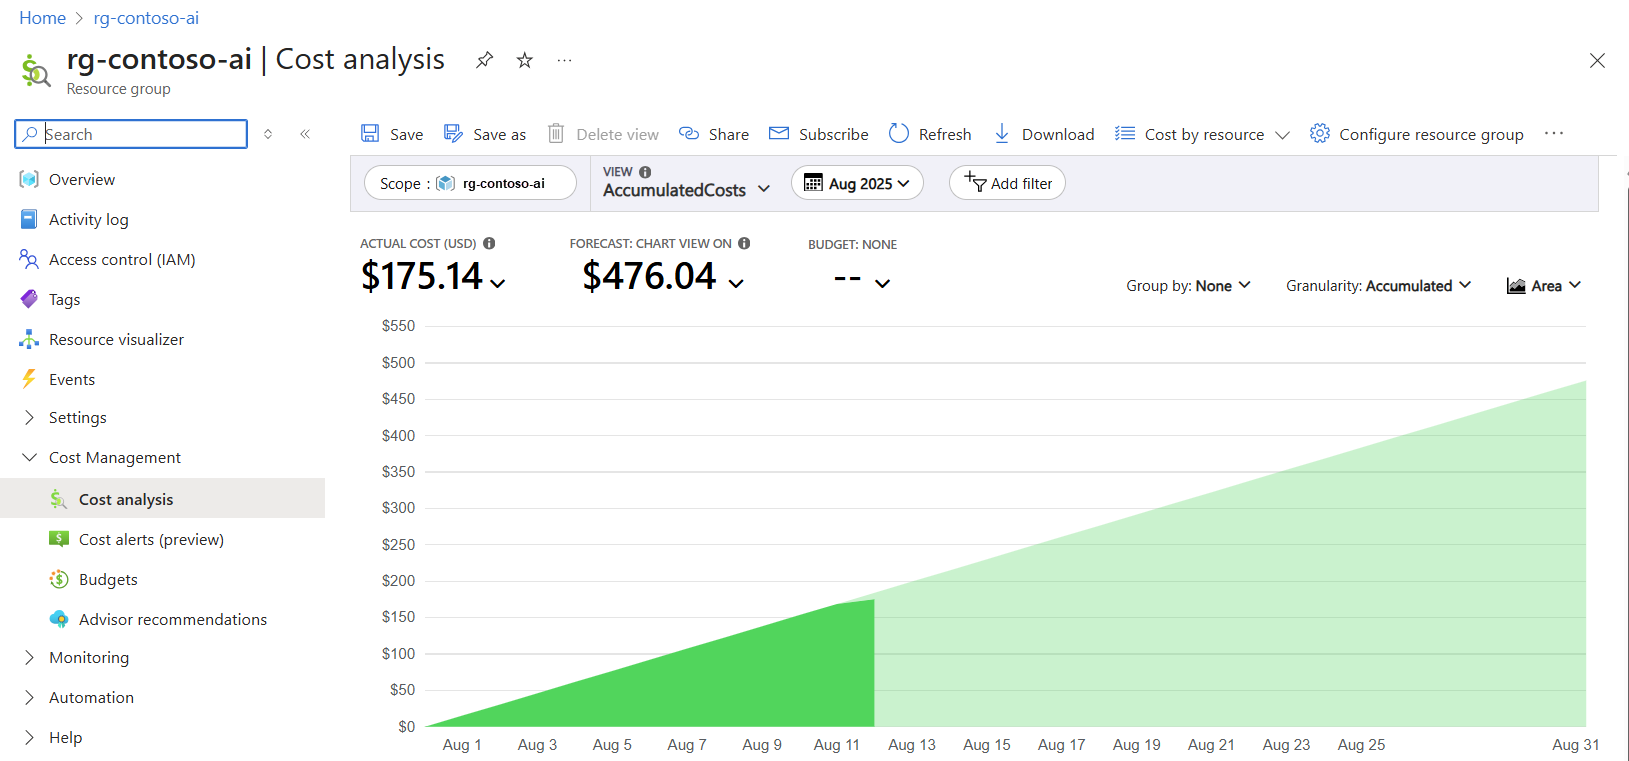 Home > rg-contoso-ai
rg-contoso-ai | Cost analysis ...
Resource group
Search
Overview
Activity log
Access control (IAM)
Tags
Resource visualizer
Events
Settings
Cost Management
Cost analysis
Cost alerts (preview)
Budgets
Advisor recommendations
Monitoring
Automation
Help
Save Save as Delete view Share Subscribe Refresh Download Cost by resource Configure resource group ...
Scope : rg-contoso-ai
VIEW
AccumulatedCosts
Aug 2025
Add filter
ACTUAL COST (USD)
$175.14
FORECAST: CHART VIEW ON
$476.04
BUDGET: NONE
--
Group by: None
Granularity: Accumulated
Area
$550
$500
$450
$400
$350
$300
$250
$200
$150
$100
$50
$0
Aug 1 Aug 3 Aug 5 Aug 7 Aug 9 Aug 11 Aug 13 Aug 15 Aug 17 Aug 19 Aug 21 Aug 23 Aug 25 Aug 31